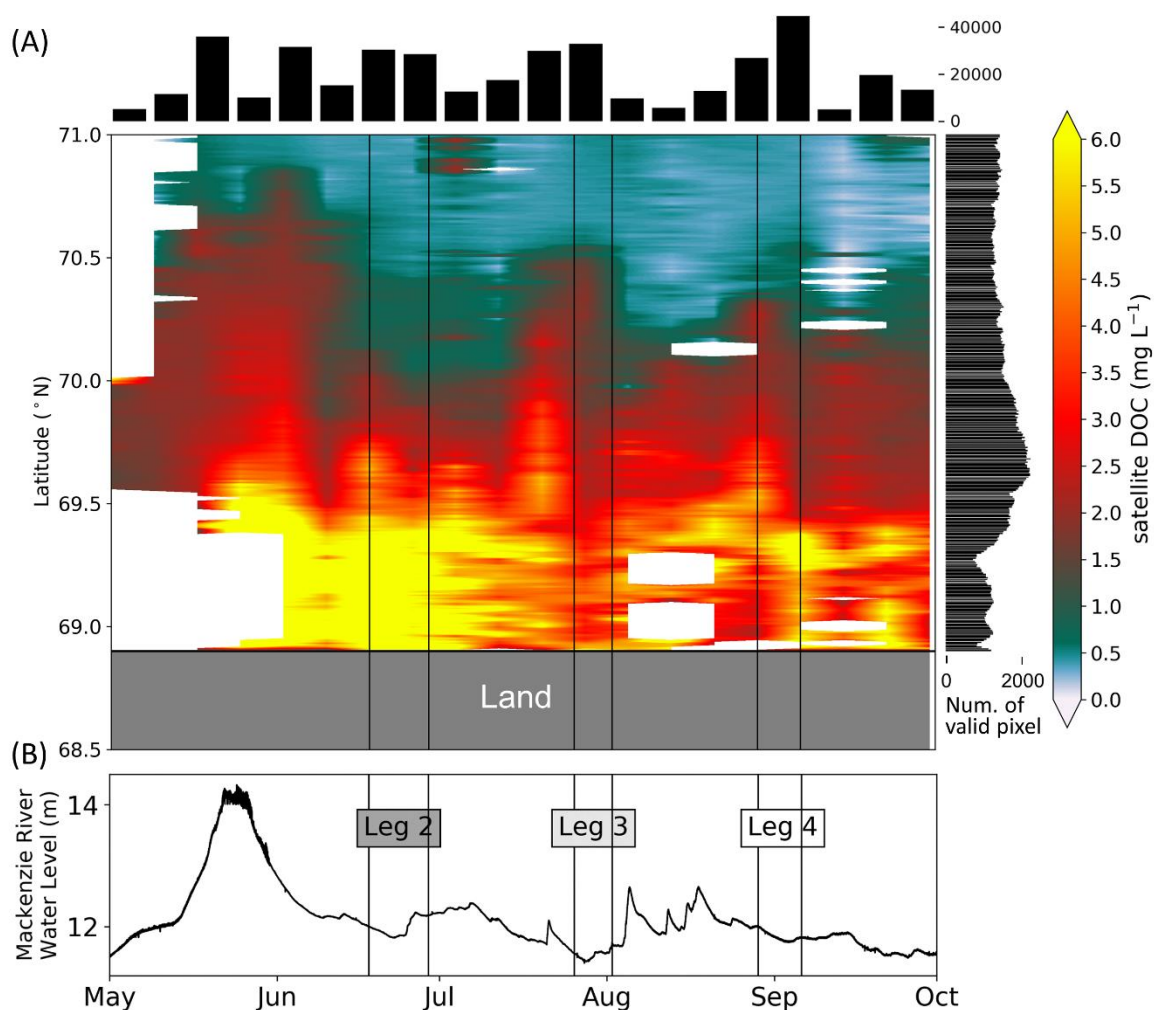 (A)
40000
20000
0
71.0
70.5
70.0
69.5
69.0
68.5
Latitude (°N)
Land
0
2000
Num. of
valid pixel
6.0
5.5
5.0
4.5
4.0
3.5
3.0
2.5
2.0
1.5
1.0
0.5
0.0
satellite DOC (mg L⁻¹)
(B)
Mackenzie River
Water Level (m)
14
12
Leg 2
Leg 3
Leg 4
May
Jun
Jul
Aug
Sep
Oct